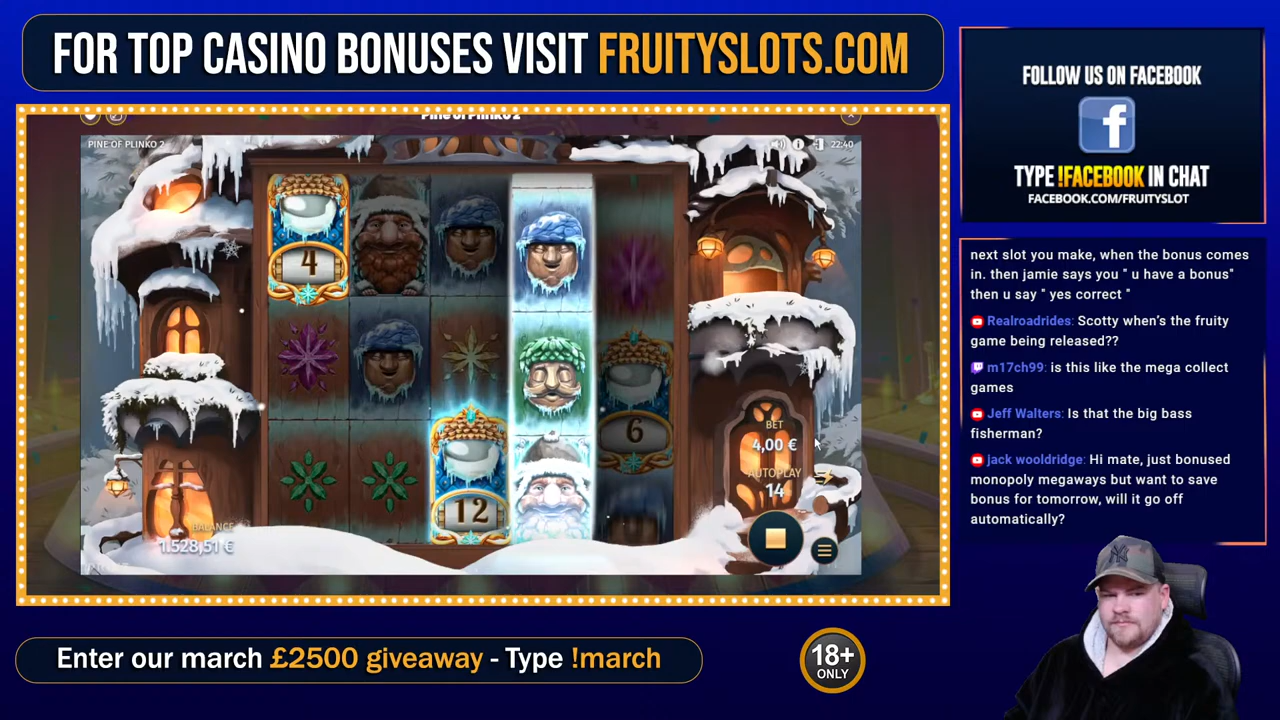 FOR TOP CASINO BONUSES VISIT FRUITYSLOTS.COM
FOLLOW US ON FACEBOOK
f
TYPE !FACEBOOK IN CHAT
FACEBOOK.COM/FRUITYSLOT
Pine of Plinko 2
PINE OF PLINKO 2
22:40
4
6
12
BET
4,00 €
AUTOPLAY
14
BALANCE
1.528,51 €
next slot you make, when the bonus comes
in. then jamie says you " u have a bonus"
then u say " yes correct "
Realroadrides: Scotty when's the fruity
game being released??
m17ch99: is this like the mega collect
games
Jeff Walters: Is that the big bass
fisherman?
jack wooldridge: Hi mate, just bonused
monopoly megaways but want to save
bonus for tomorrow, will it go off
automatically?
Enter our march £2500 giveaway - Type !march
18+
ONLY